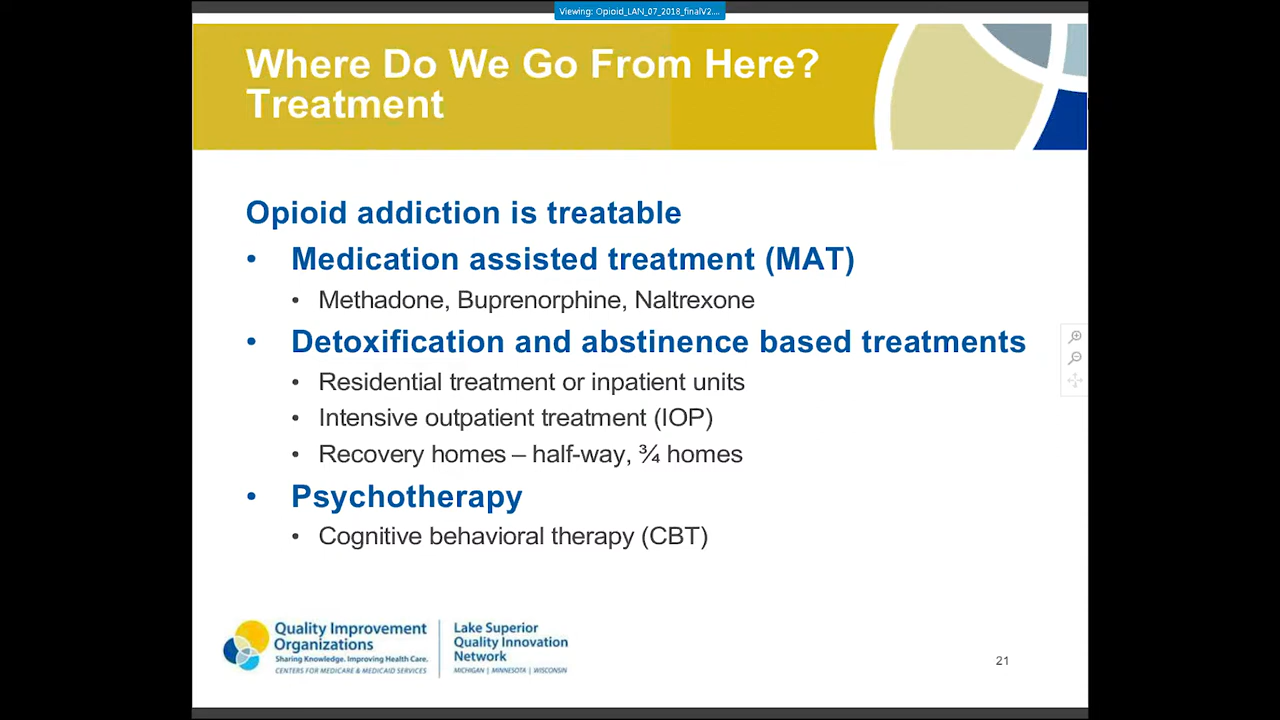 Viewing: Opioid_LAN_07_2018_finalV2....
Where Do We Go From Here?
Treatment
Opioid addiction is treatable
• Medication assisted treatment (MAT)
• Methadone, Buprenorphine, Naltrexone
• Detoxification and abstinence based treatments
• Residential treatment or inpatient units
• Intensive outpatient treatment (IOP)
• Recovery homes – half-way, ¾ homes
• Psychotherapy
• Cognitive behavioral therapy (CBT)
Quality Improvement
Organizations
Sharing Knowledge. Improving Health Care.
CENTERS FOR MEDICARE & MEDICAID SERVICES
Lake Superior
Quality Innovation
Network
MICHIGAN | MINNESOTA | WISCONSIN
21